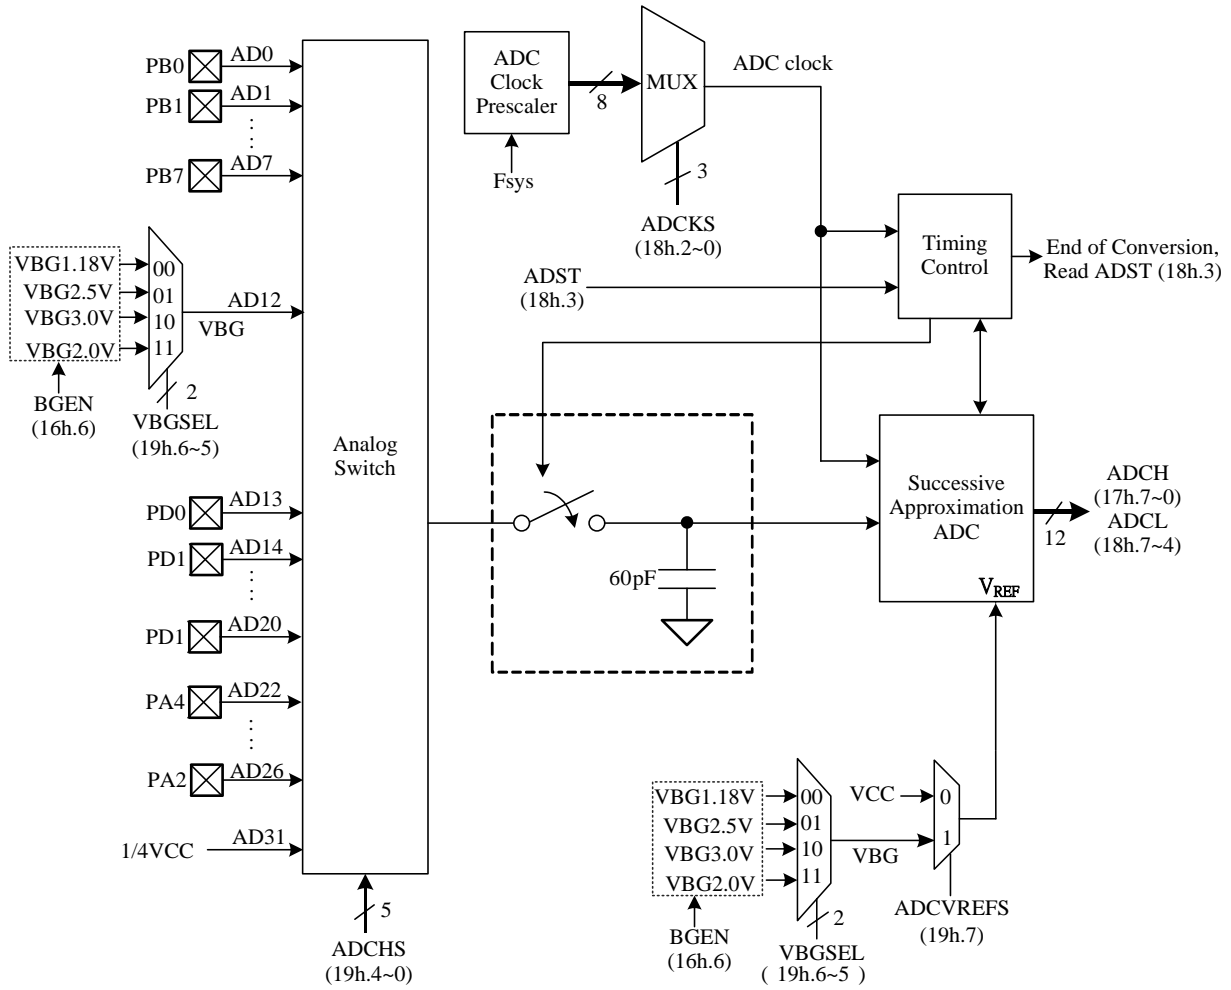 PB0
AD0
PB1
AD1
PB7
AD7
VBG1.18V
VBG2.5V
VBG3.0V
VBG2.0V
00
01
10
11
AD12
VBG
2
BGEN
(16h.6)
VBGSEL
(19h.6~5)
PD0
AD13
PD1
AD14
PD1
AD20
PA4
AD22
PA2
AD26
1/4VCC
AD31
Analog
Switch
5
ADCHS
(19h.4~0)
ADC
Clock
Prescaler
Fsys
8
MUX
3
ADCKS
(18h.2~0)
ADC clock
ADST
(18h.3)
Timing
Control
End of Conversion,
Read ADST (18h.3)
60pF
Successive
Approximation
ADC
VREF
12
ADCH
(17h.7~0)
ADCL
(18h.7~4)
VBG1.18V
VBG2.5V
VBG3.0V
VBG2.0V
00
01
10
11
BGEN
(16h.6)
2
VBGSEL
( 19h.6~5 )
VCC
VBG
0
1
ADCVREFS
(19h.7)